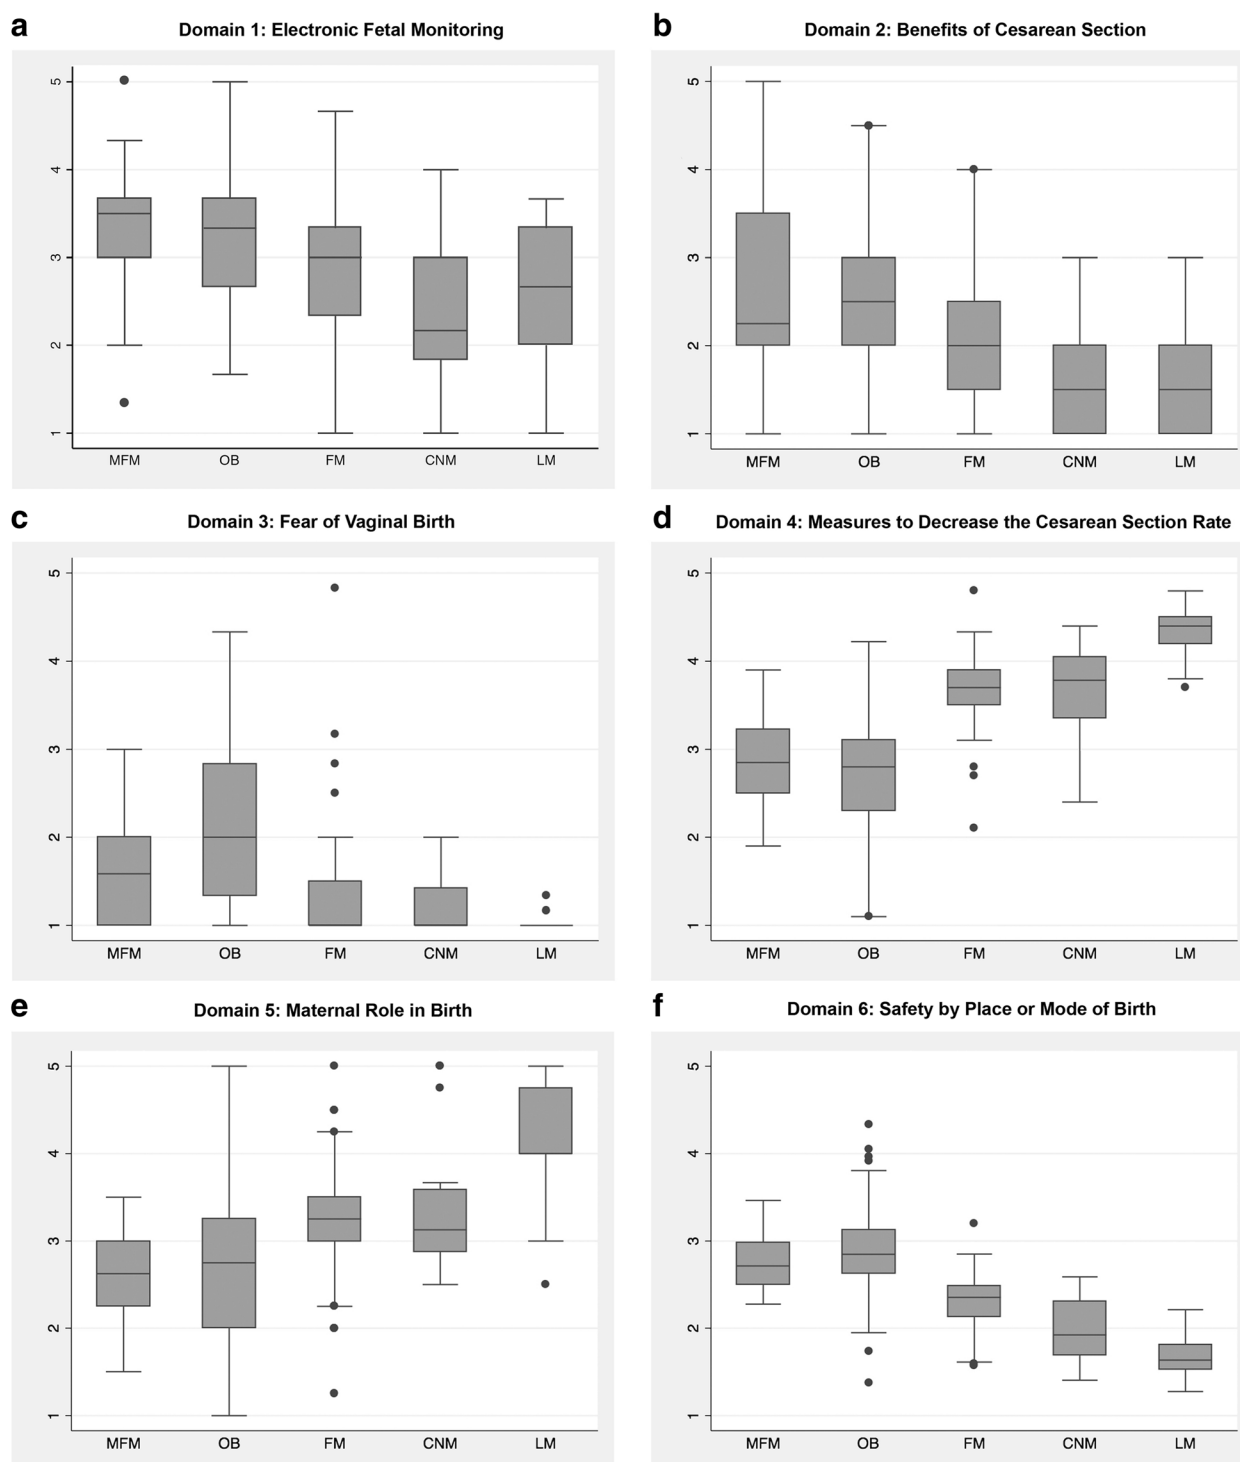 a Domain 1: Electronic Fetal Monitoring
5
4
3
2
1
MFM OB FM CNM LM
b Domain 2: Benefits of Cesarean Section
5
4
3
2
1
MFM OB FM CNM LM
c Domain 3: Fear of Vaginal Birth
5
4
3
2
1
MFM OB FM CNM LM
d Domain 4: Measures to Decrease the Cesarean Section Rate
5
4
3
2
1
MFM OB FM CNM LM
e Domain 5: Maternal Role in Birth
5
4
3
2
1
MFM OB FM CNM LM
f Domain 6: Safety by Place or Mode of Birth
5
4
3
2
1
MFM OB FM CNM LM